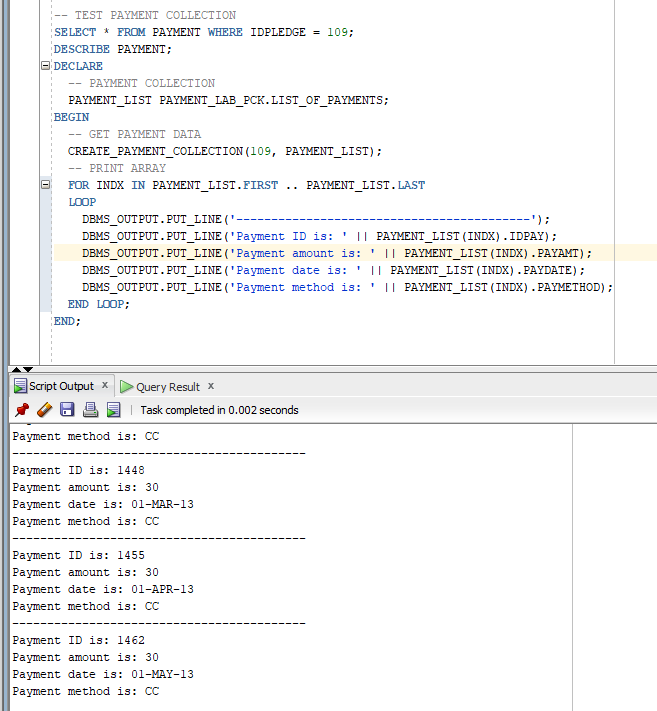 -- TEST PAYMENT COLLECTION
SELECT * FROM PAYMENT WHERE IDPLEDGE = 109;
DESCRIBE PAYMENT;
DECLARE
-- PAYMENT COLLECTION
PAYMENT_LIST PAYMENT_LAB_PCK.LIST_OF_PAYMENTS;
BEGIN
-- GET PAYMENT DATA
CREATE_PAYMENT_COLLECTION(109, PAYMENT_LIST);
-- PRINT ARRAY
FOR INDX IN PAYMENT_LIST.FIRST .. PAYMENT_LIST.LAST
LOOP
DBMS_OUTPUT.PUT_LINE('------------------------------------------');
DBMS_OUTPUT.PUT_LINE('Payment ID is: ' || PAYMENT_LIST(INDX).IDPAY);
DBMS_OUTPUT.PUT_LINE('Payment amount is: ' || PAYMENT_LIST(INDX).PAYAMT);
DBMS_OUTPUT.PUT_LINE('Payment date is: ' || PAYMENT_LIST(INDX).PAYDATE);
DBMS_OUTPUT.PUT_LINE('Payment method is: ' || PAYMENT_LIST(INDX).PAYMETHOD);
END LOOP;
END;
Script Output x Query Result x
Task completed in 0.002 seconds
Payment method is: CC
------------------------------------------
Payment ID is: 1448
Payment amount is: 30
Payment date is: 01-MAR-13
Payment method is: CC
------------------------------------------
Payment ID is: 1455
Payment amount is: 30
Payment date is: 01-APR-13
Payment method is: CC
------------------------------------------
Payment ID is: 1462
Payment amount is: 30
Payment date is: 01-MAY-13
Payment method is: CC